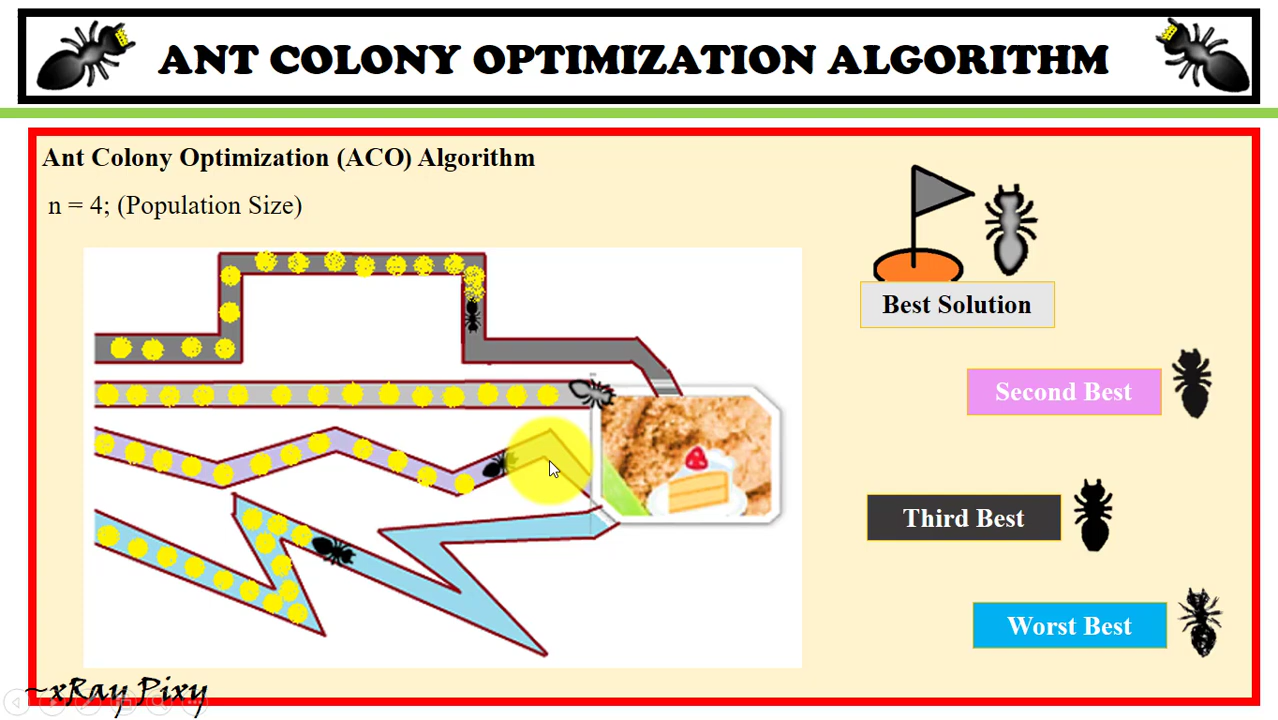 ANT COLONY OPTIMIZATION ALGORITHM
Ant Colony Optimization (ACO) Algorithm
n = 4; (Population Size)
Best Solution
Second Best
Third Best
Worst Best
~xRay Pixy